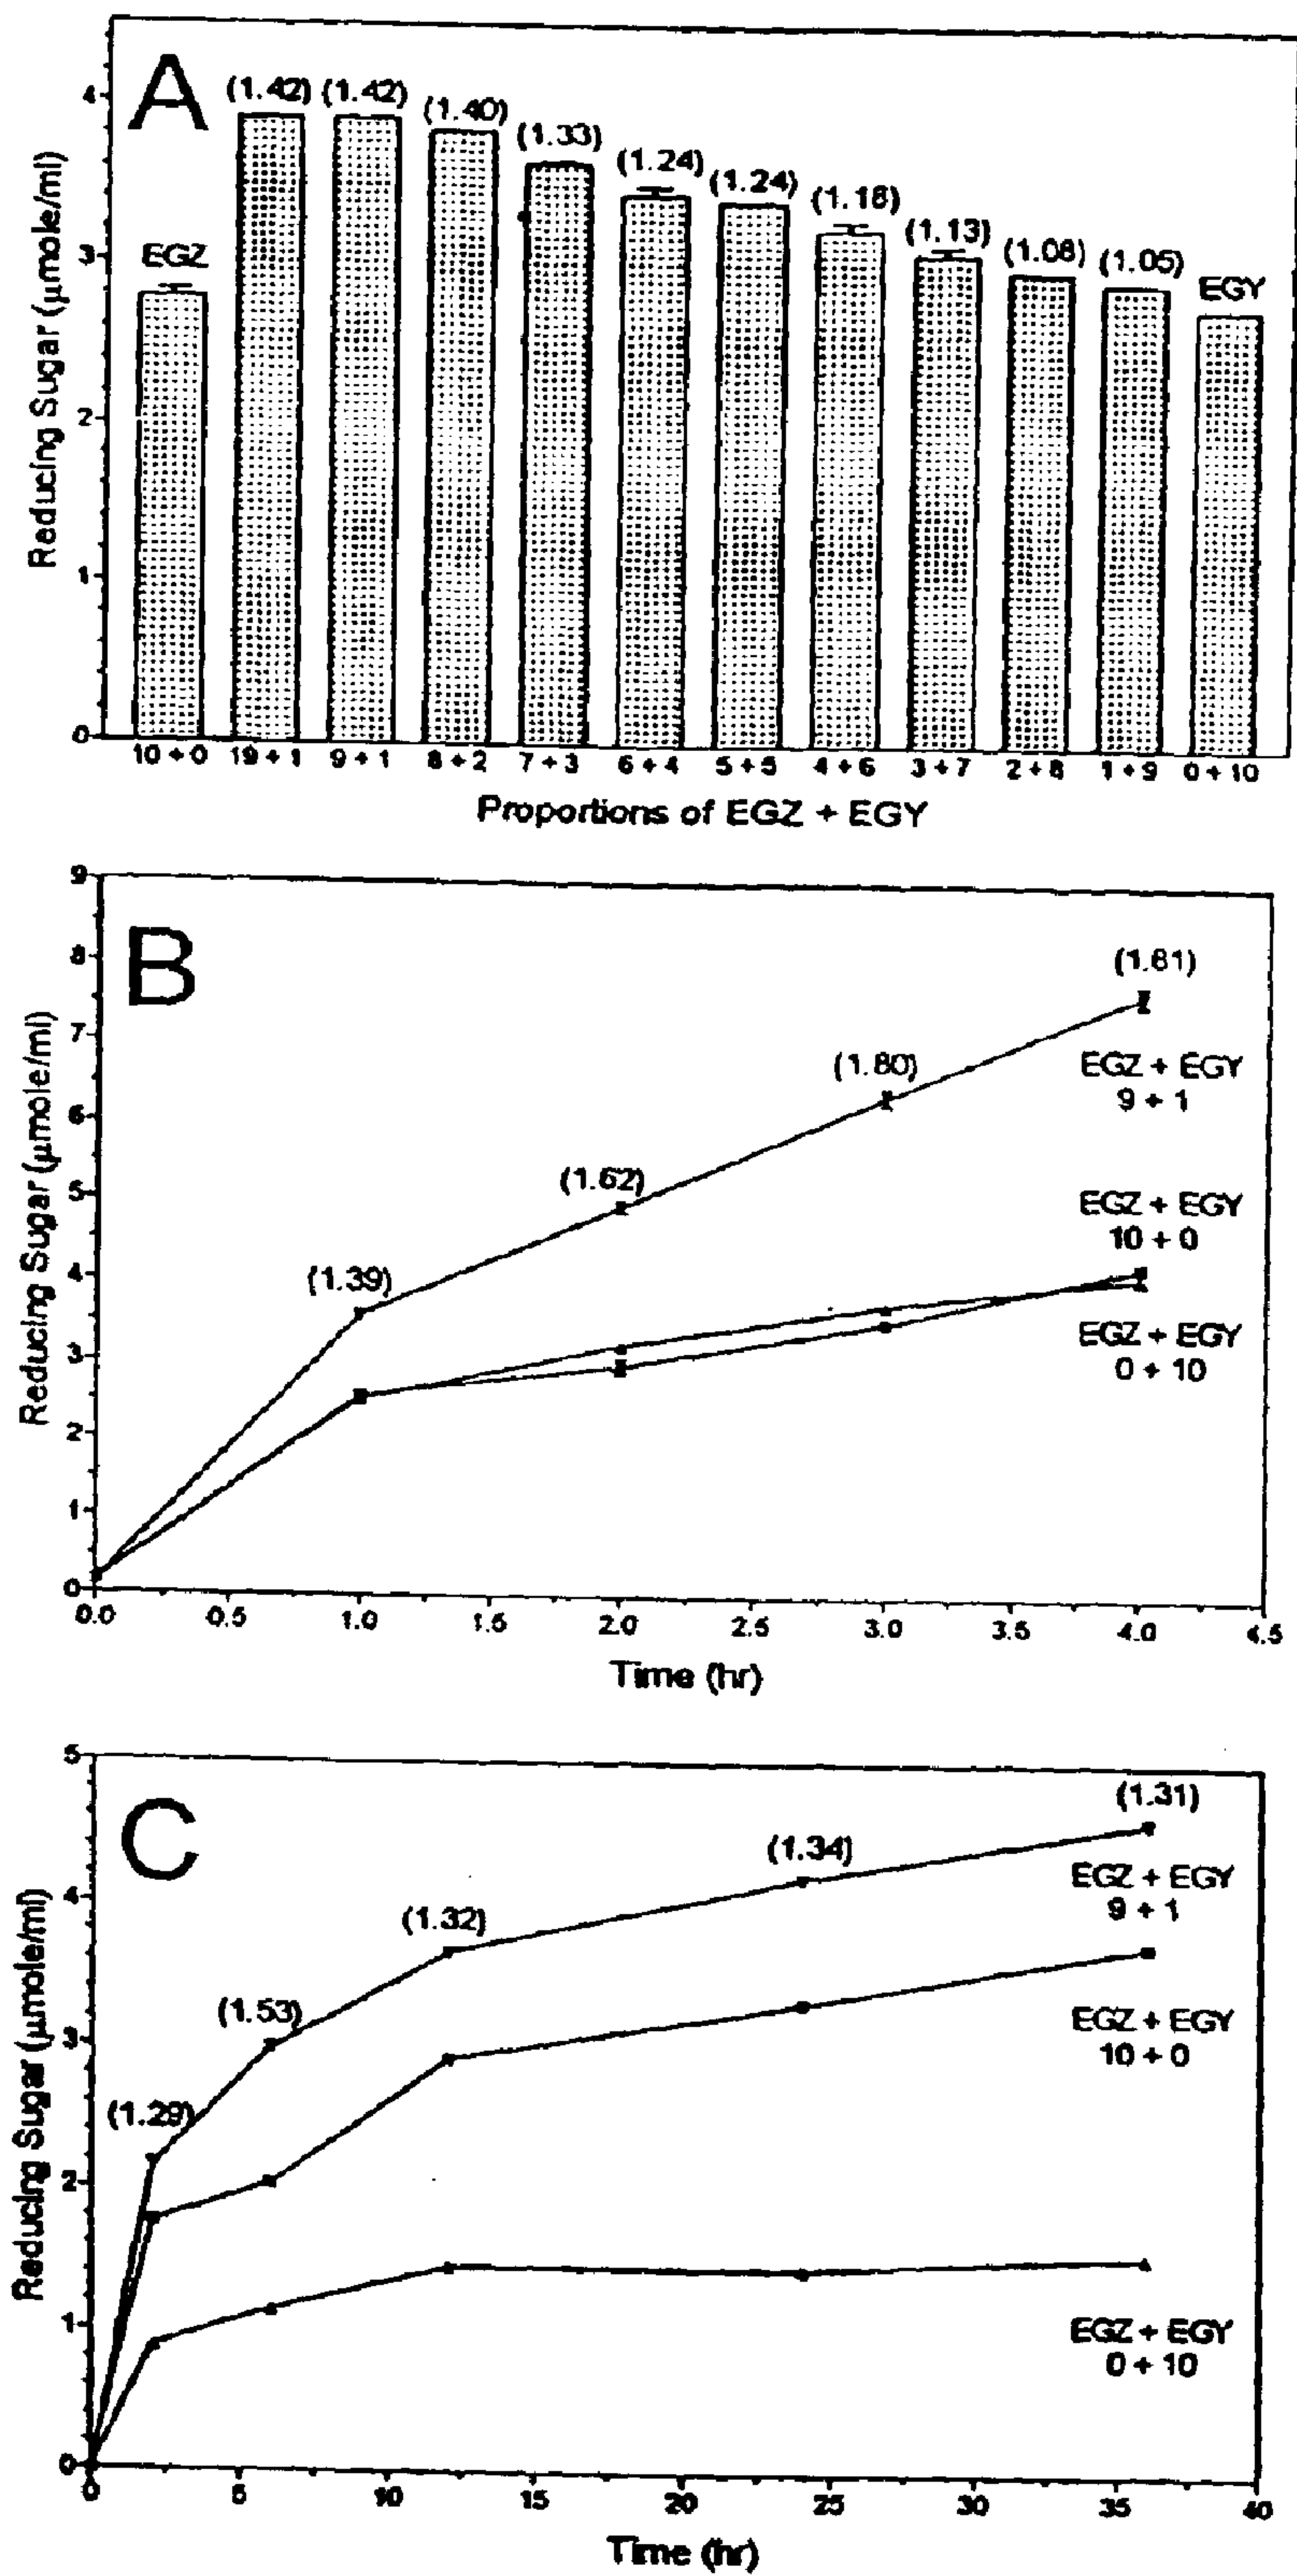 A
(1.42) (1.42) (1.40) (1.33) (1.24) (1.24) (1.18) (1.13) (1.08) (1.05)
EGZ
EGY
4
3
2
1
0
Reducing Sugar (μmole/ml)
10 + 0 19 + 1 9 + 1 8 + 2 7 + 3 6 + 4 5 + 5 4 + 6 3 + 7 2 + 8 1 + 9 0 + 10
Proportions of EGZ + EGY
B
9
8
7
6
5
4
3
2
1
0
Reducing Sugar (μmole/ml)
(1.81)
(1.80)
(1.62)
(1.39)
EGZ + EGY
9 + 1
EGZ + EGY
10 + 0
EGZ + EGY
0 + 10
0.0 0.5 1.0 1.5 2.0 2.5 3.0 3.5 4.0 4.5
Time (hr)
C
5
4
3
2
1
0
Reducing Sugar (μmole/ml)
(1.31)
(1.34)
(1.32)
(1.53)
(1.29)
EGZ + EGY
9 + 1
EGZ + EGY
10 + 0
EGZ + EGY
0 + 10
0 5 10 15 20 25 30 35 40
Time (hr)